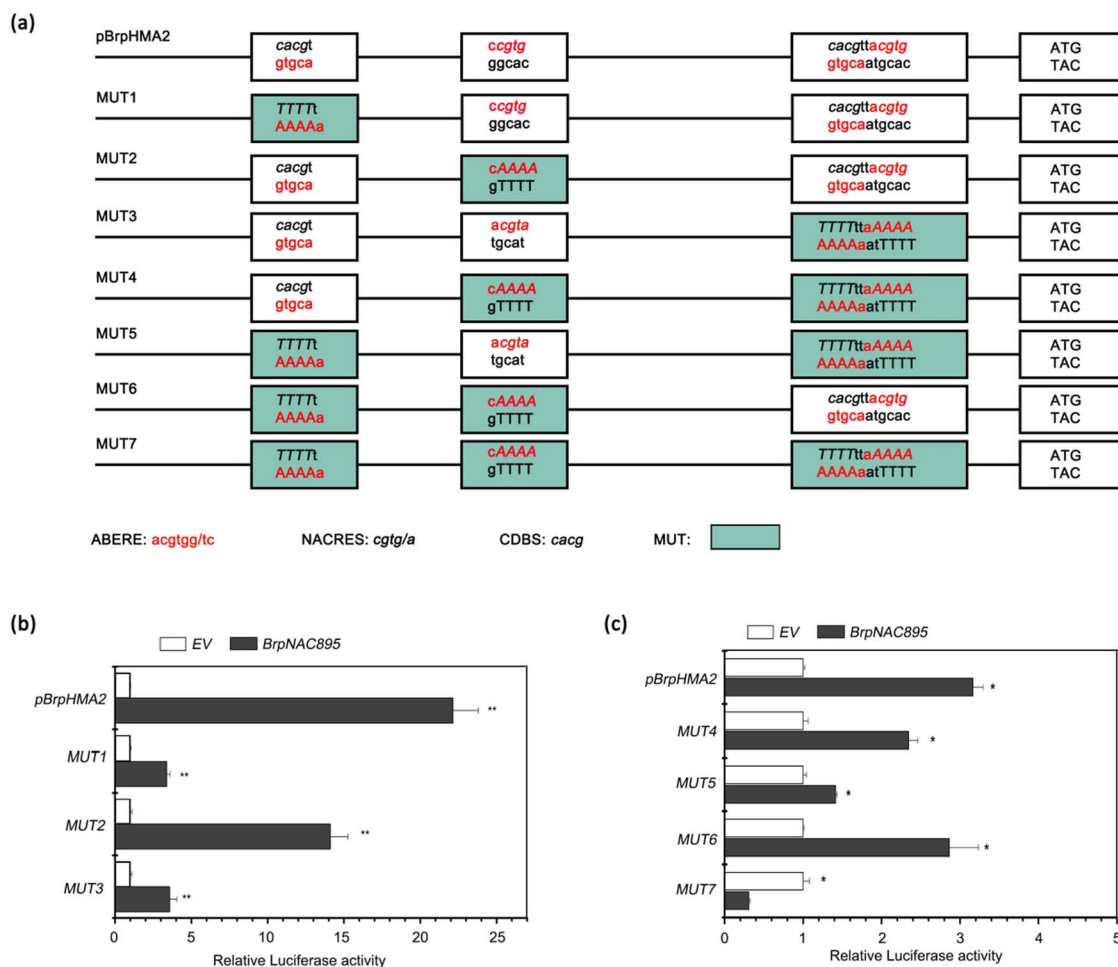 (a)
pBrpHMA2
cacgt ccgtg cacgttacgtg ATG
gtgca ggcac gtgcaatgcac TAC
MUT1
TTTTt ccgtg cacgttacgtg ATG
AAAAa ggcac gtgcaatgcac TAC
MUT2
cacgt cAAAA cacgttacgtg ATG
gtgca gTTTT gtgcaatgcac TAC
MUT3
cacgt acgta TTTTttaAAAA ATG
gtgca tgcat AAAAaatTTTT TAC
MUT4
cacgt cAAAA TTTTttaAAAA ATG
gtgca gTTTT AAAAaatTTTT TAC
MUT5
TTTTt acgta TTTTttaAAAA ATG
AAAAa tgcat AAAAaatTTTT TAC
MUT6
TTTTt cAAAA cacgttacgtg ATG
AAAAa gTTTT gtgcaatgcac TAC
MUT7
TTTTt cAAAA TTTTttaAAAA ATG
AAAAa gTTTT AAAAaatTTTT TAC
ABERE: acgtgg/tc NACRES: cgtg/a CDBS: cacg MUT:
(b)
EV BrpNAC895
pBrpHMA2 **
MUT1 **
MUT2 **
MUT3 **
0 5 10 15 20 25
Relative Luciferase activity
(c)
EV BrpNAC895
pBrpHMA2 *
MUT4 *
MUT5 *
MUT6 *
MUT7 *
0 1 2 3 4 5
Relative Luciferase activity